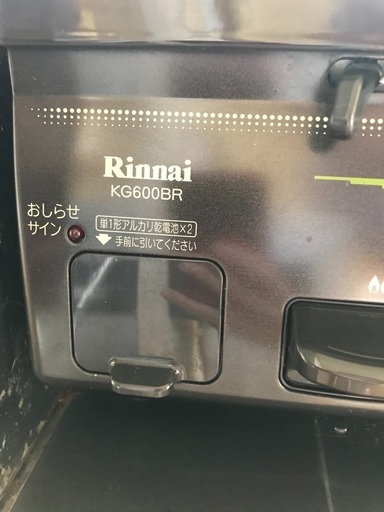 Rinnai
KG600BR
おしらせ
サイン
単1形アルカリ乾電池×2
手前に引いてください